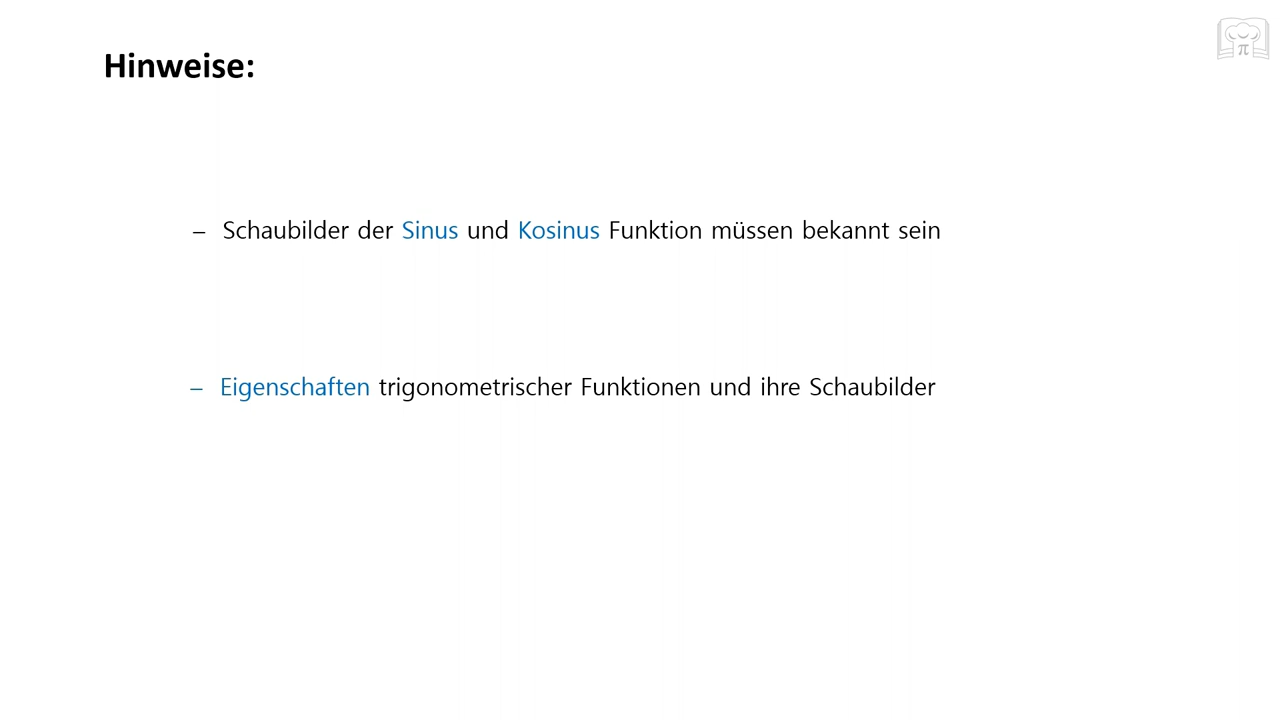 Hinweise:
– Schaubilder der Sinus und Kosinus Funktion müssen bekannt sein
– Eigenschaften trigonometrischer Funktionen und ihre Schaubilder
π